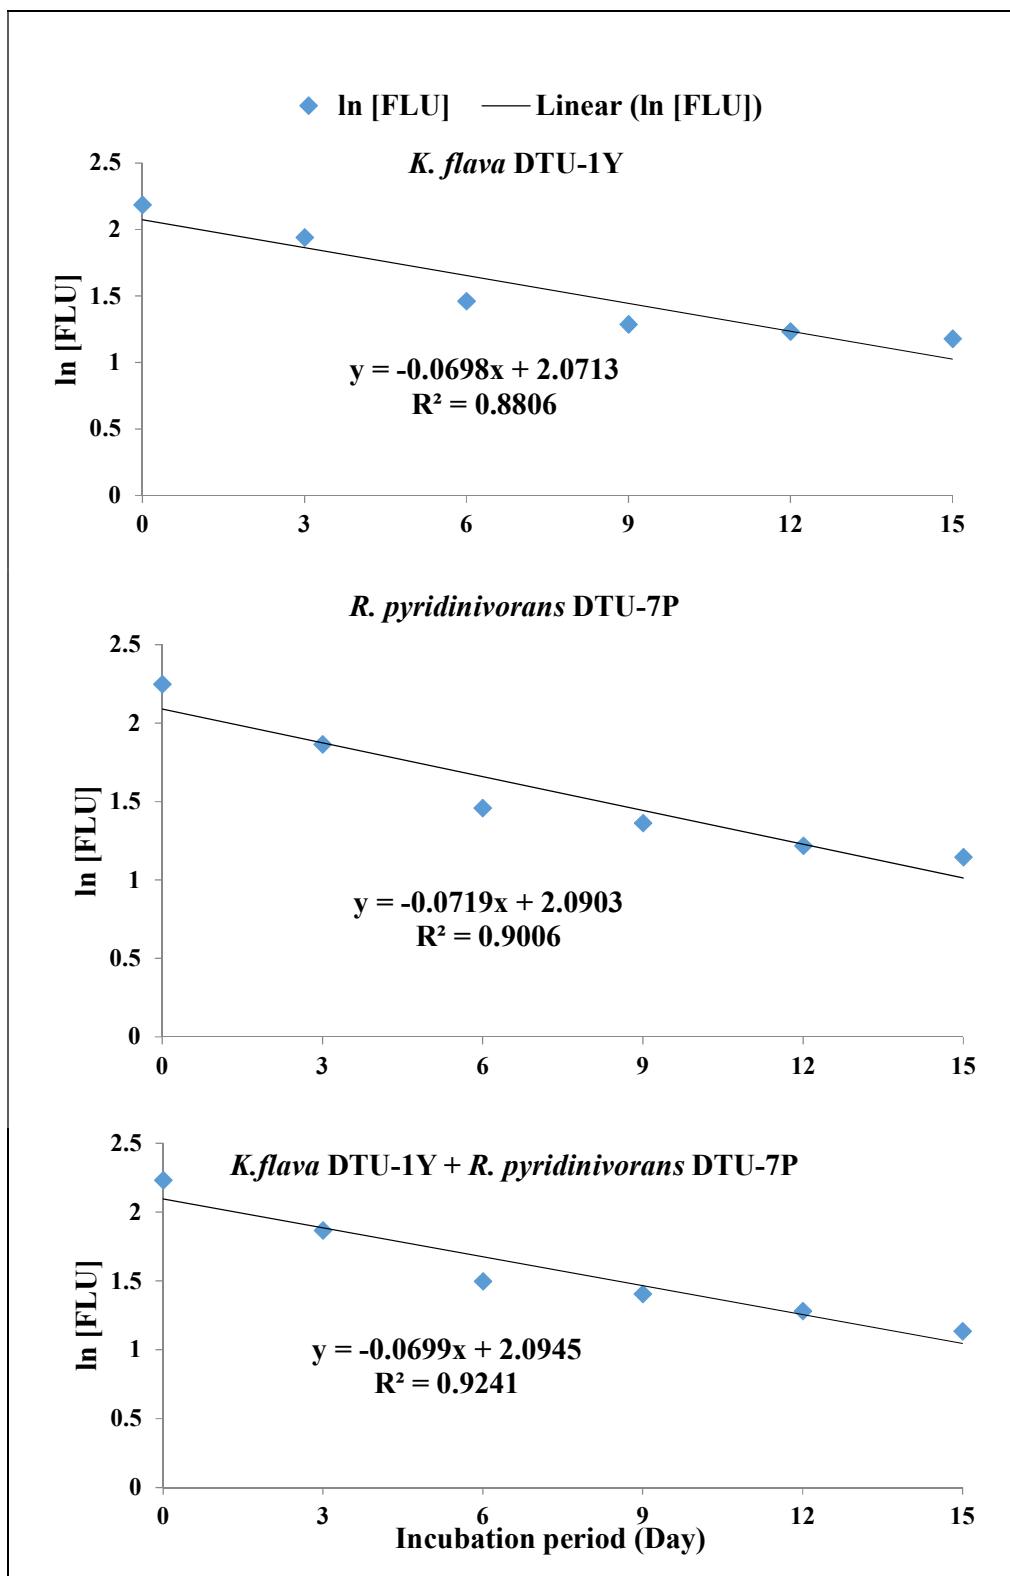 ln [FLU] Linear (ln [FLU])
K. flava DTU-1Y
2.5
2
1.5
1
0.5
0
ln [FLU]
y = -0.0698x + 2.0713
R² = 0.8806
0 3 6 9 12 15
R. pyridinivorans DTU-7P
2.5
2
1.5
1
0.5
0
ln [FLU]
y = -0.0719x + 2.0903
R² = 0.9006
0 3 6 9 12 15
K.flava DTU-1Y + R. pyridinivorans DTU-7P
2.5
2
1.5
1
0.5
0
ln [FLU]
y = -0.0699x + 2.0945
R² = 0.9241
0 3 6 9 12 15
Incubation period (Day)